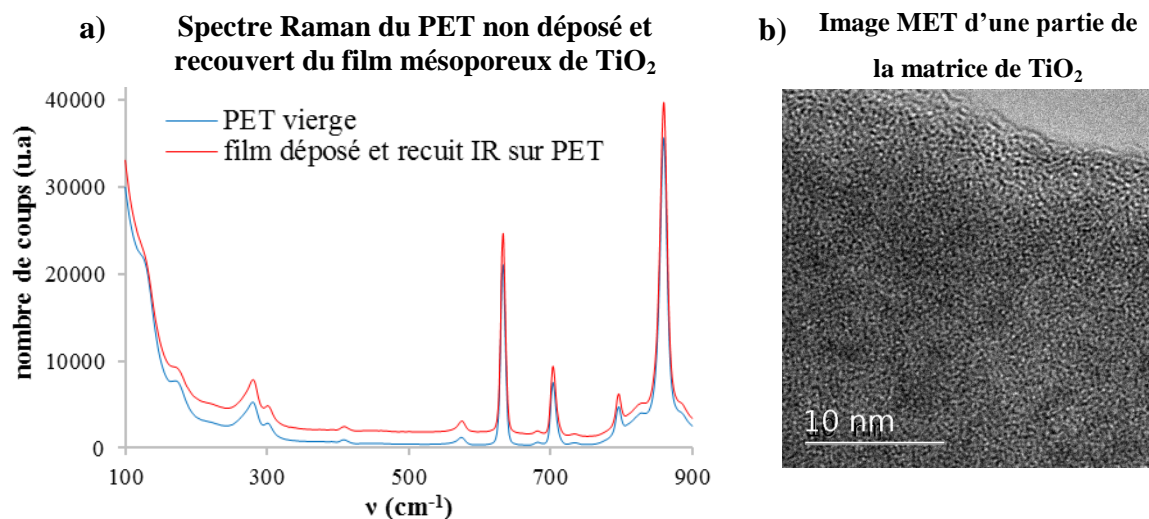 a) Spectre Raman du PET non déposé et
recouvert du film mésoporeux de TiO₂
40000
30000
20000
10000
0
nombre de coups (u.a)
PET vierge
film déposé et recuit IR sur PET
100
300
500
700
900
ν (cm⁻¹)
b) Image MET d’une partie de
la matrice de TiO₂
10 nm